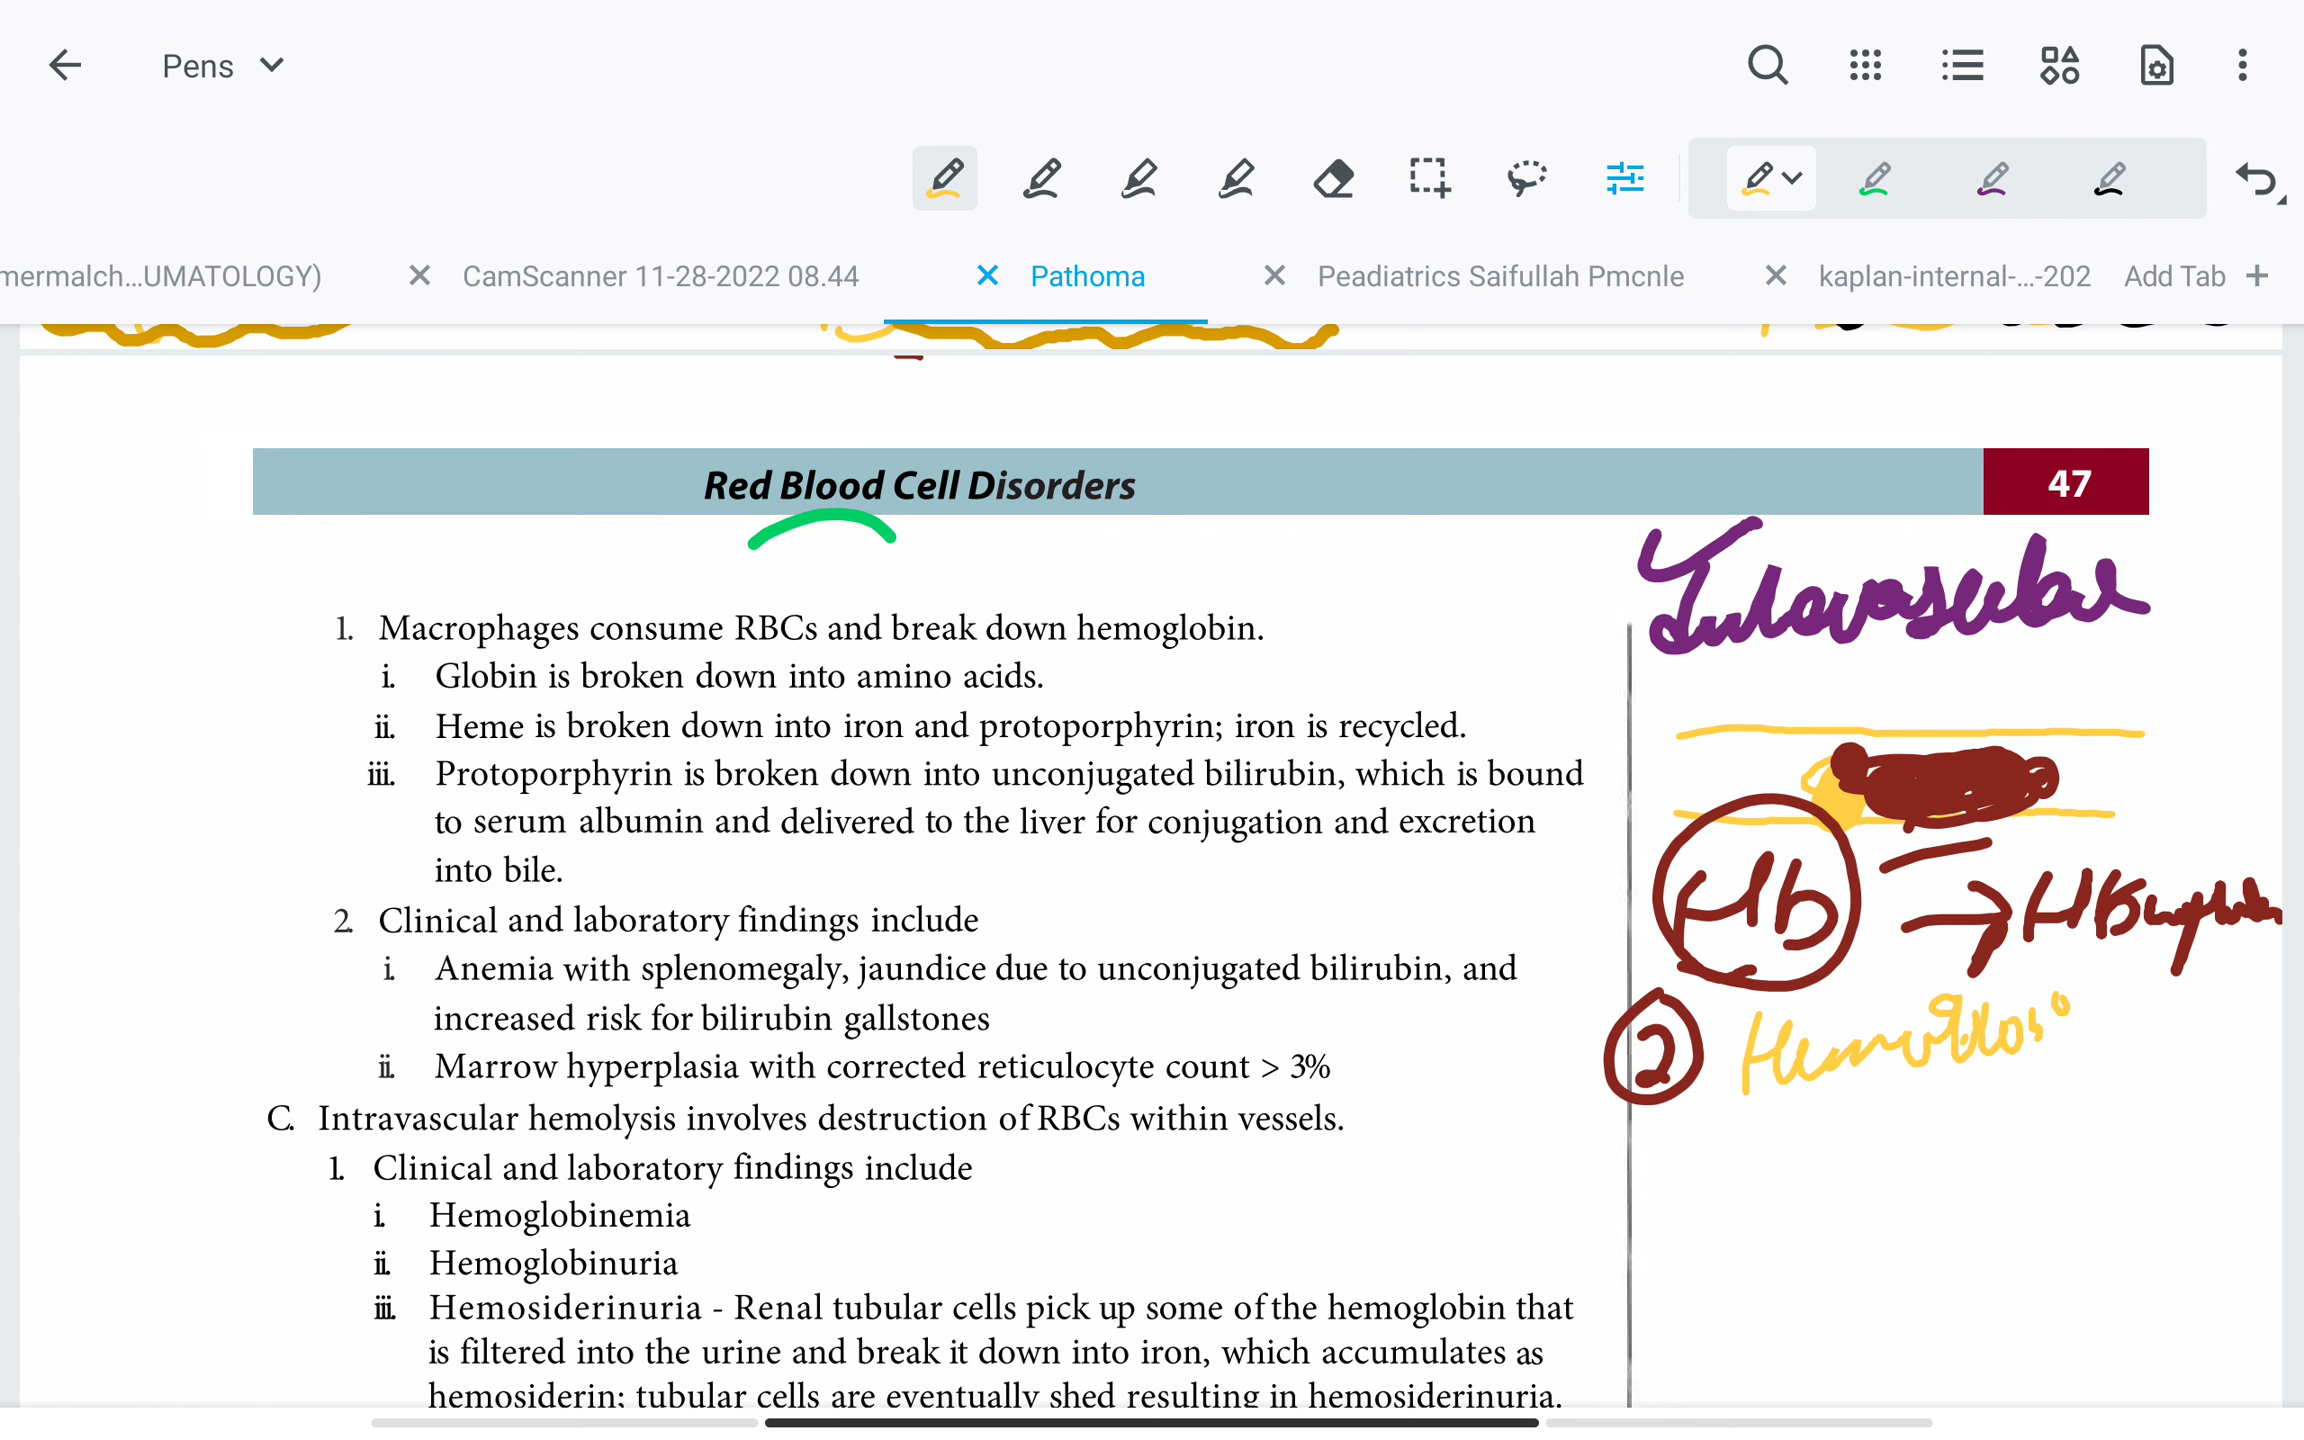 Pens
mermalch...UMATOLOGY)
CamScanner 11-28-2022 08.44
Pathoma
Peadiatrics Saifullah Pmcnle
kaplan-internal-...-202
Add Tab +
Red Blood Cell Disorders
47
1. Macrophages consume RBCs and break down hemoglobin.
i. Globin is broken down into amino acids.
ii. Heme is broken down into iron and protoporphyrin; iron is recycled.
iii. Protoporphyrin is broken down into unconjugated bilirubin, which is bound
to serum albumin and delivered to the liver for conjugation and excretion
into bile.
2. Clinical and laboratory findings include
i. Anemia with splenomegaly, jaundice due to unconjugated bilirubin, and
increased risk for bilirubin gallstones
ii. Marrow hyperplasia with corrected reticulocyte count > 3%
C. Intravascular hemolysis involves destruction of RBCs within vessels.
1. Clinical and laboratory findings include
i. Hemoglobinemia
ii. Hemoglobinuria
iii. Hemosiderinuria - Renal tubular cells pick up some of the hemoglobin that
is filtered into the urine and break it down into iron, which accumulates as
hemosiderin; tubular cells are eventually shed resulting in hemosiderinuria.
Hb
2